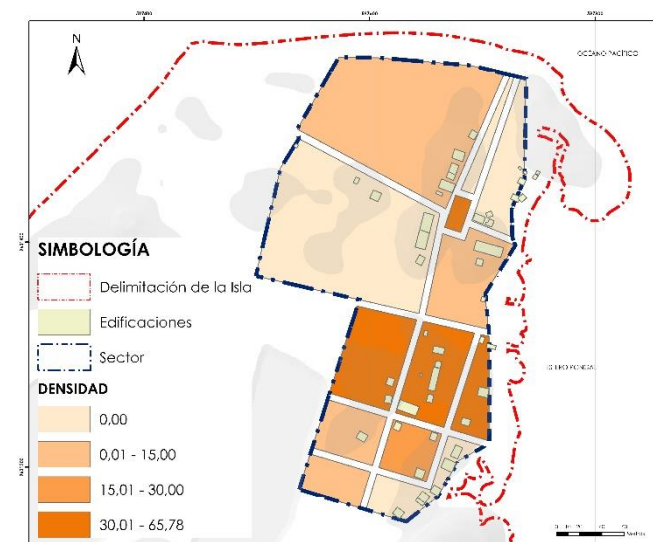 N
OCÉANO PACÍFICO
SIMBOLOGÍA
Delimitación de la Isla
Edificaciones
Sector
DENSIDAD
0,00
0,01 - 15,00
15,01 - 30,00
30,01 - 65,78